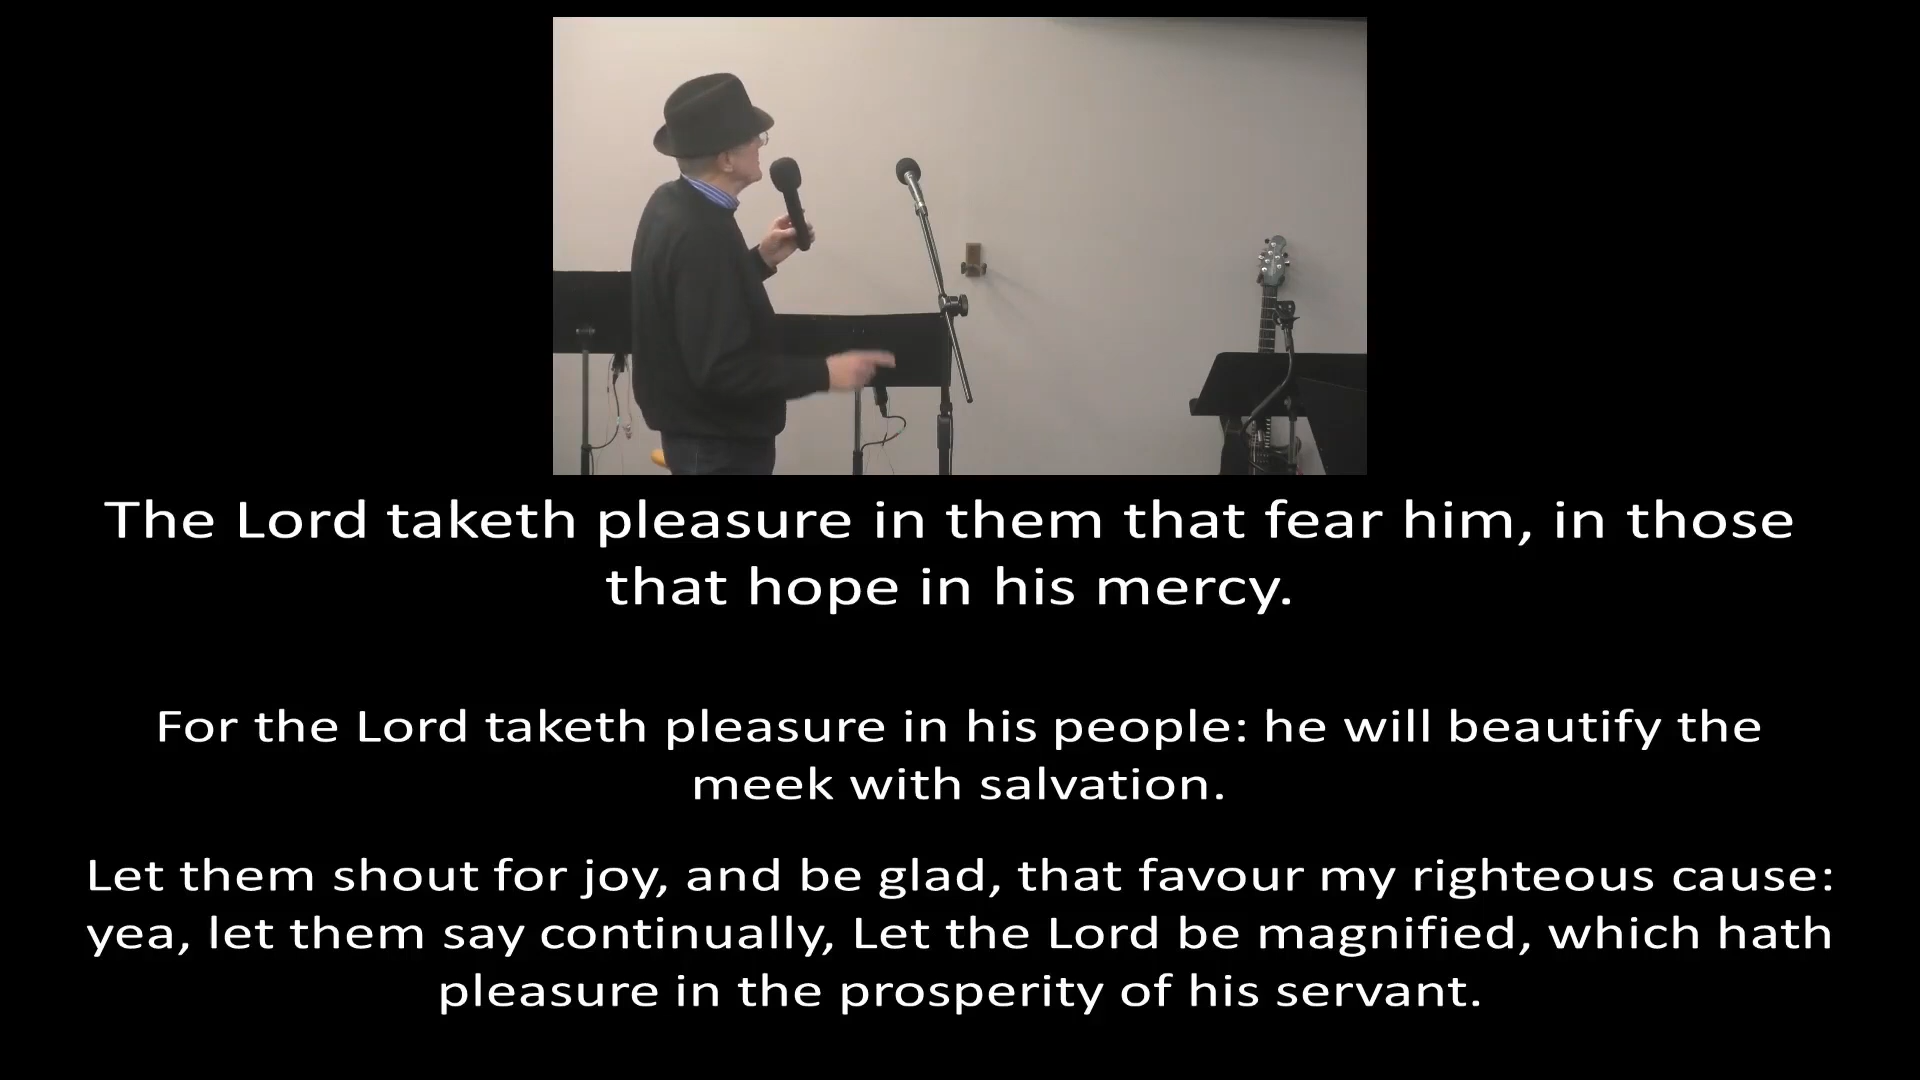 The Lord taketh pleasure in them that fear him, in those
that hope in his mercy.
For the Lord taketh pleasure in his people: he will beautify the
meek with salvation.
Let them shout for joy, and be glad, that favour my righteous cause:
yea, let them say continually, Let the Lord be magnified, which hath
pleasure in the prosperity of his servant.